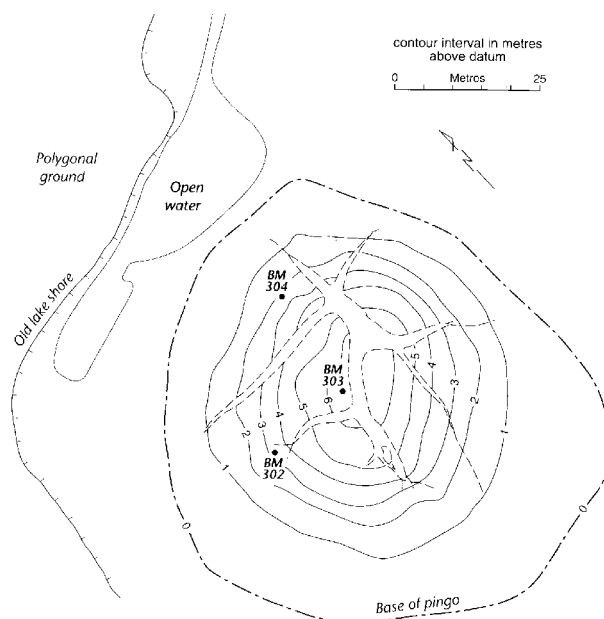 contour interval in metres
above datum
0 Metros 25
N
Polygonal
ground
Open
water
Old lake shore
BM
304
BM
303
BM
302
5
4
3
2
1
6
5
4
3
2
1
0
0
Base of pingo